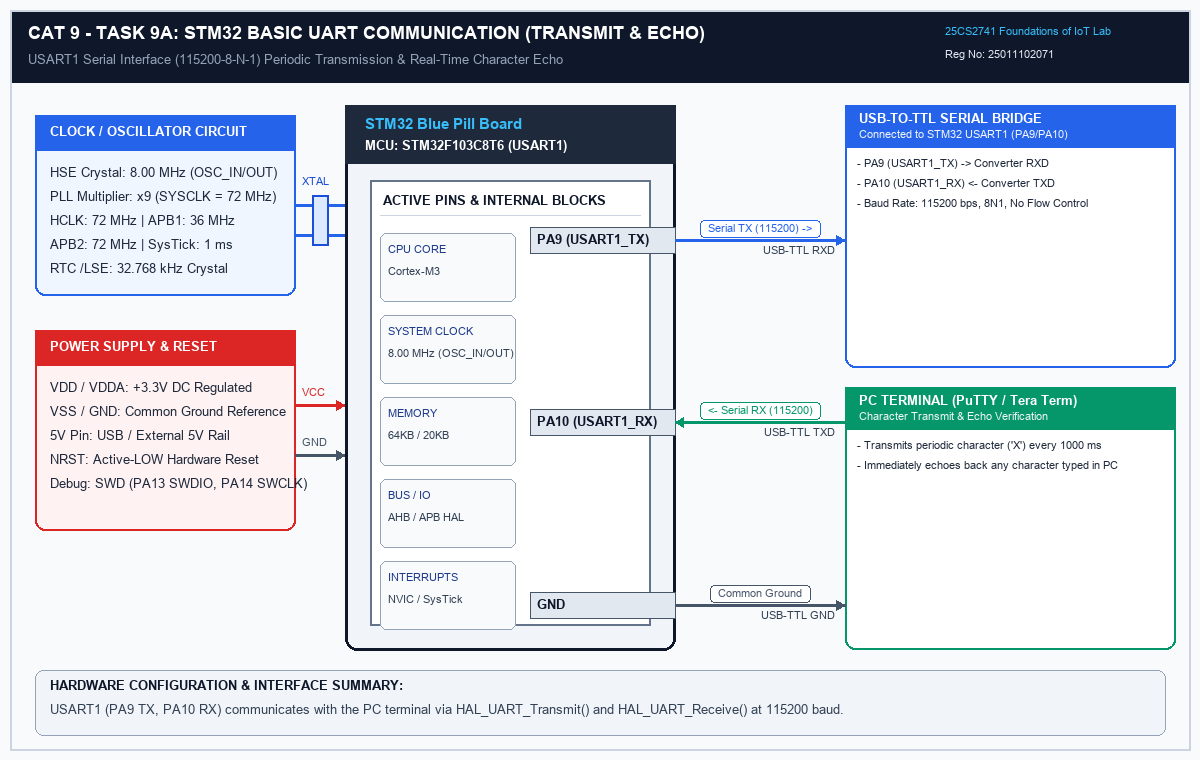 CAT 9 - TASK 9A: STM32 BASIC UART COMMUNICATION (TRANSMIT & ECHO)
USART1 Serial Interface (115200-8-N-1) Periodic Transmission & Real-Time Character Echo
25CS2741 Foundations of IoT Lab
Reg No: 25011102071
CLOCK / OSCILLATOR CIRCUIT
HSE Crystal: 8.00 MHz (OSC_IN/OUT)
PLL Multiplier: x9 (SYSCLK = 72 MHz)
HCLK: 72 MHz | APB1: 36 MHz
APB2: 72 MHz | SysTick: 1 ms
RTC /LSE: 32.768 kHz Crystal
XTAL
POWER SUPPLY & RESET
VDD / VDDA: +3.3V DC Regulated
VSS / GND: Common Ground Reference
5V Pin: USB / External 5V Rail
NRST: Active-LOW Hardware Reset
Debug: SWD (PA13 SWDIO, PA14 SWCLK)
VCC
GND
STM32 Blue Pill Board
MCU: STM32F103C8T6 (USART1)
ACTIVE PINS & INTERNAL BLOCKS
CPU CORE
Cortex-M3
SYSTEM CLOCK
8.00 MHz (OSC_IN/OUT)
MEMORY
64KB / 20KB
BUS / IO
AHB / APB HAL
INTERRUPTS
NVIC / SysTick
PA9 (USART1_TX)
PA10 (USART1_RX)
GND
Serial TX (115200) ->
USB-TTL RXD
<- Serial RX (115200)
USB-TTL TXD
Common Ground
USB-TTL GND
USB-TO-TTL SERIAL BRIDGE
Connected to STM32 USART1 (PA9/PA10)
- PA9 (USART1_TX) -> Converter RXD
- PA10 (USART1_RX) <- Converter TXD
- Baud Rate: 115200 bps, 8N1, No Flow Control
PC TERMINAL (PuTTY / Tera Term)
Character Transmit & Echo Verification
- Transmits periodic character ('X') every 1000 ms
- Immediately echoes back any character typed in PC
HARDWARE CONFIGURATION & INTERFACE SUMMARY:
USART1 (PA9 TX, PA10 RX) communicates with the PC terminal via HAL_UART_Transmit() and HAL_UART_Receive() at 115200 baud.